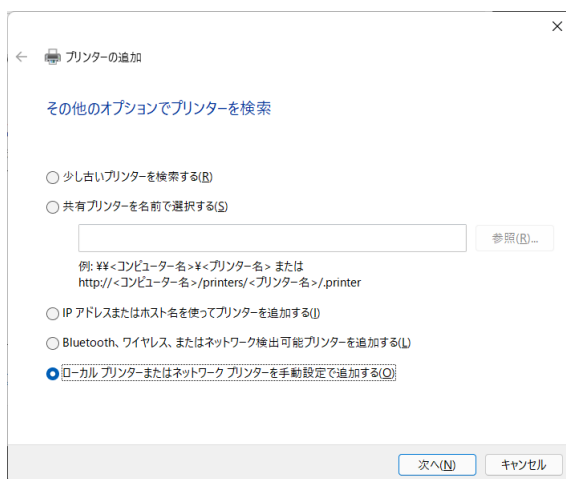 プリンターの追加
その他のオプションでプリンターを検索
少し古いプリンターを検索する(R)
共有プリンターを名前で選択する(S)
参照(R)...
例: ¥¥<コンピューター名>¥<プリンター名> または
http://<コンピューター名>/printers/<プリンター名>/.printer
IP アドレスまたはホスト名を使ってプリンターを追加する(I)
Bluetooth、ワイヤレス、またはネットワーク検出可能プリンターを追加する(L)
ローカル プリンターまたはネットワーク プリンターを手動設定で追加する(O)
次へ(N) キャンセル